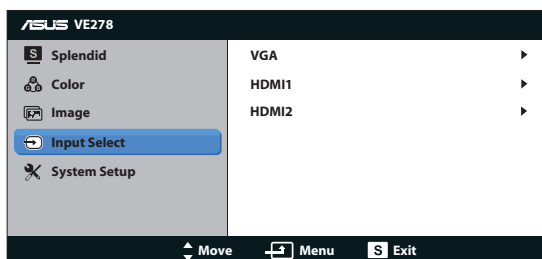 ASUS VE278
S Splendid
Color
Image
Input Select
System Setup
VGA
HDMI1
HDMI2
Move Menu S Exit